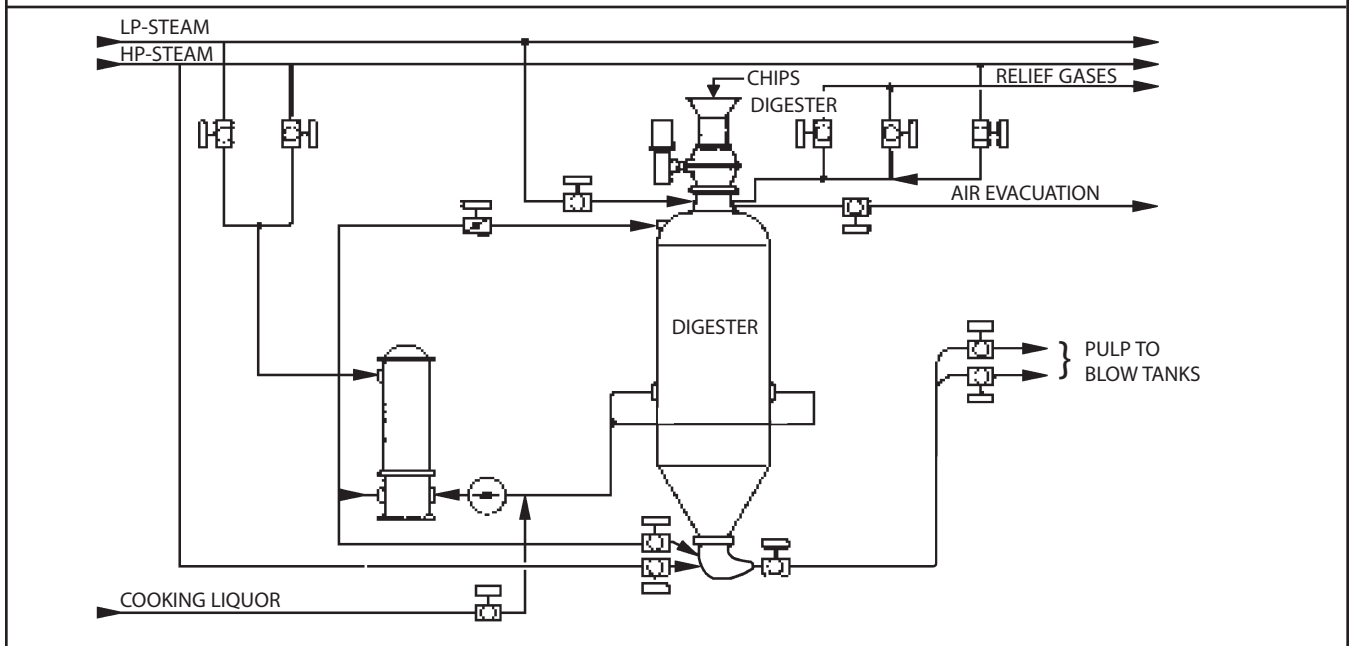 LP-STEAM
HP-STEAM
CHIPS
DIGESTER
RELIEF GASES
AIR EVACUATION
DIGESTER
PULP TO
BLOW TANKS
COOKING LIQUOR